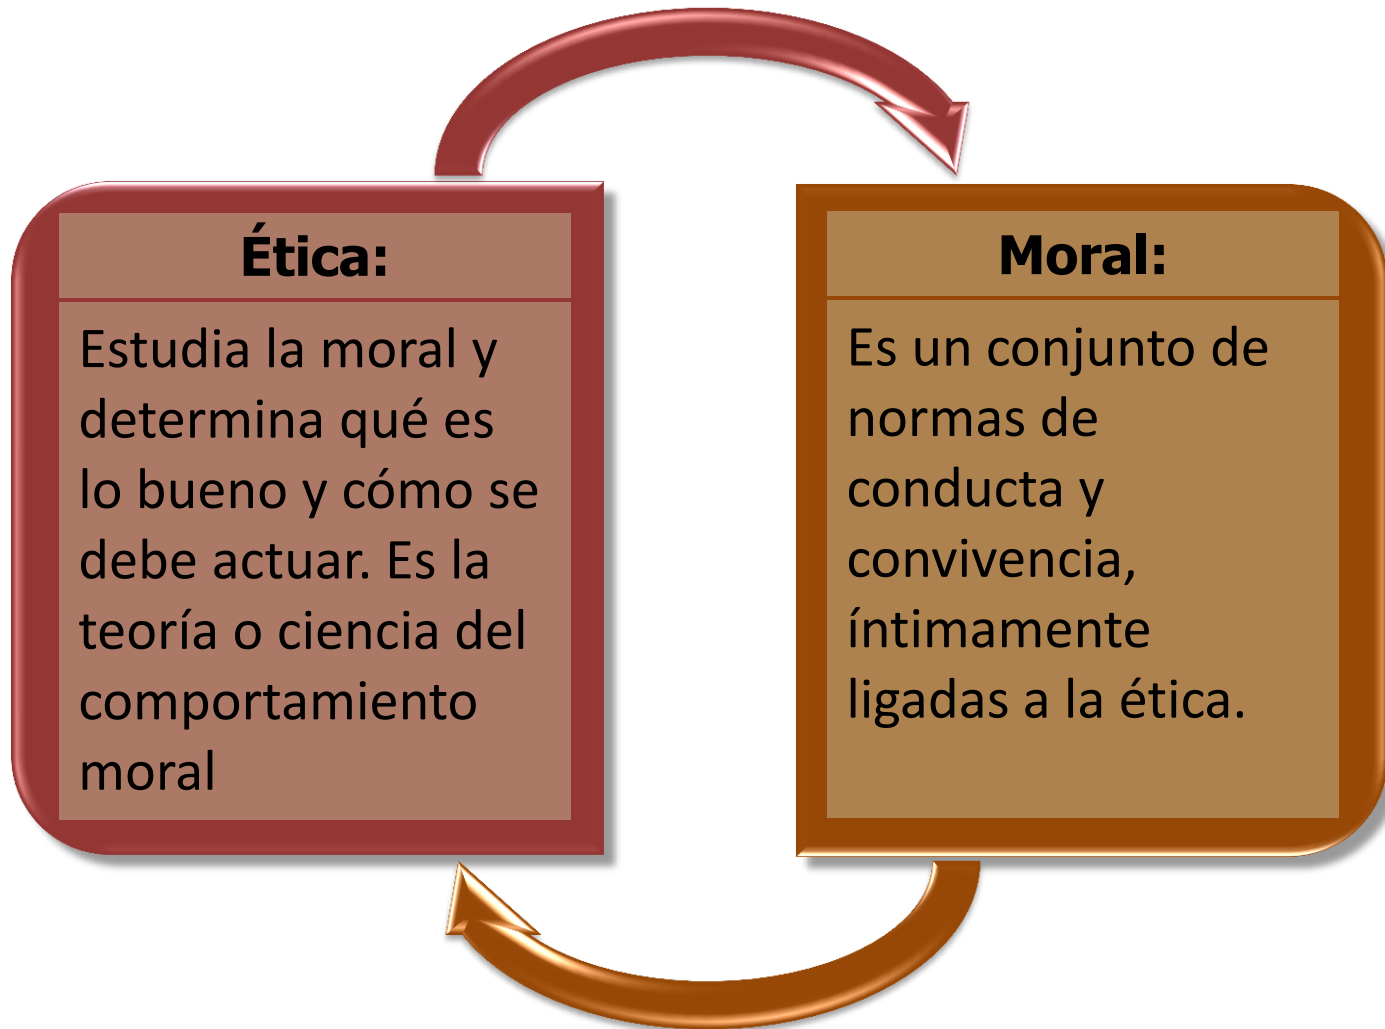 Ética:
Estudia la moral y
determina qué es
lo bueno y cómo se
debe actuar. Es la
teoría o ciencia del
comportamiento
moral
Moral:
Es un conjunto de
normas de
conducta y
convivencia,
íntimamente
ligadas a la ética.